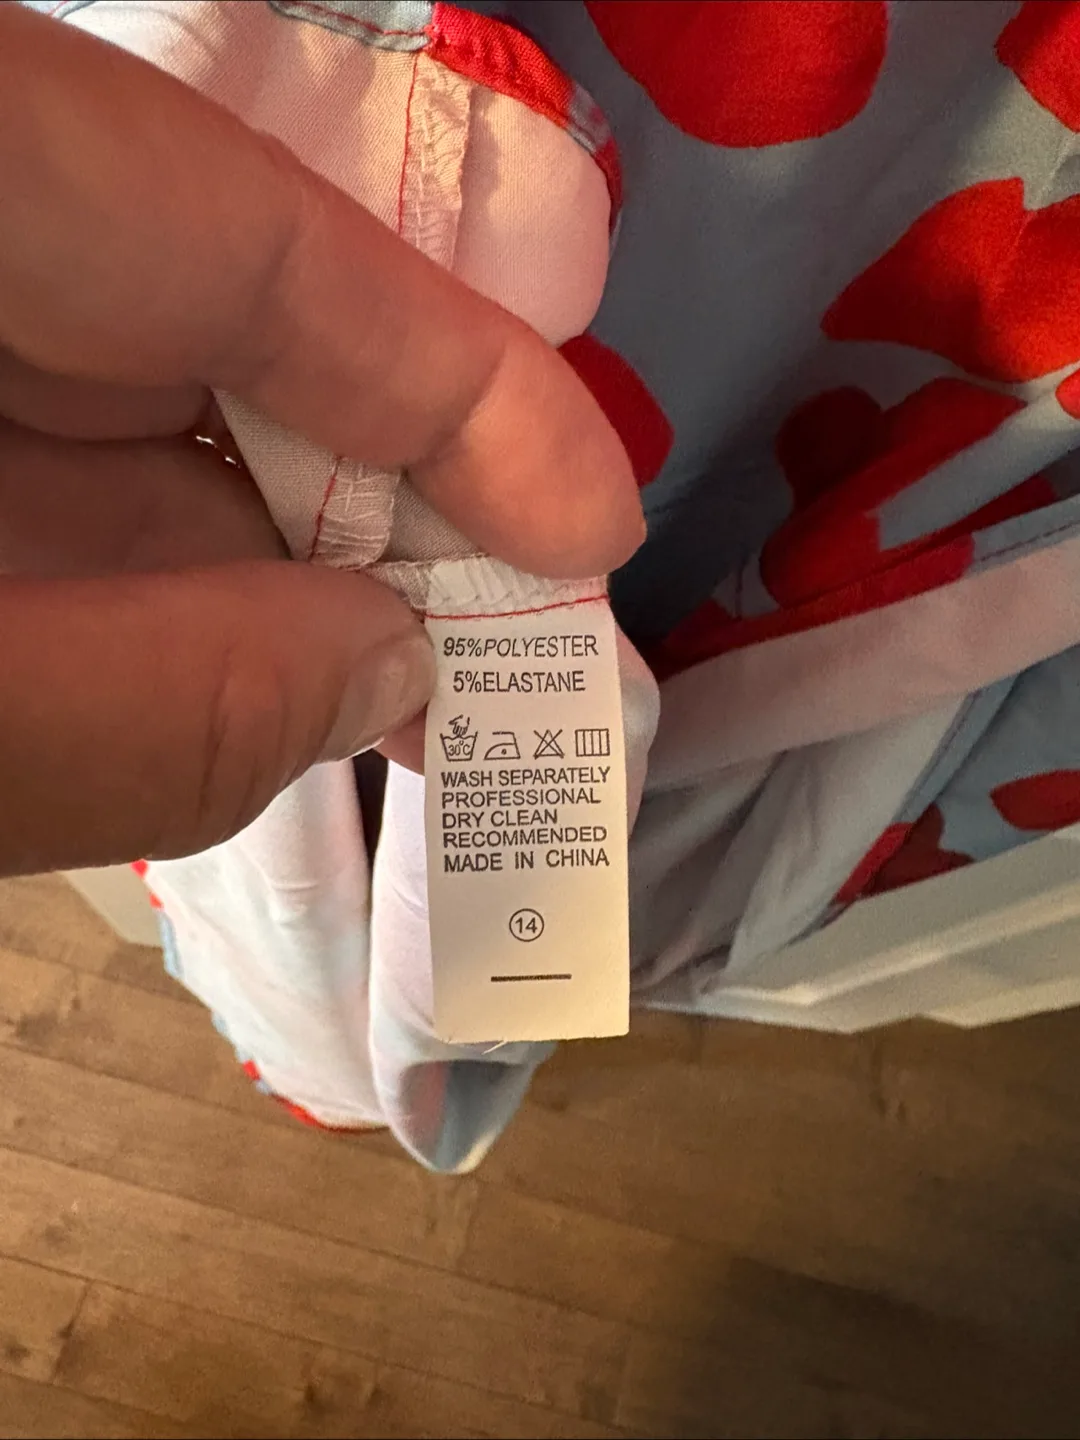 95%POLYESTER
5%ELASTANE
30°C
WASH SEPARATELY
PROFESSIONAL
DRY CLEAN
RECOMMENDED
MADE IN CHINA
14